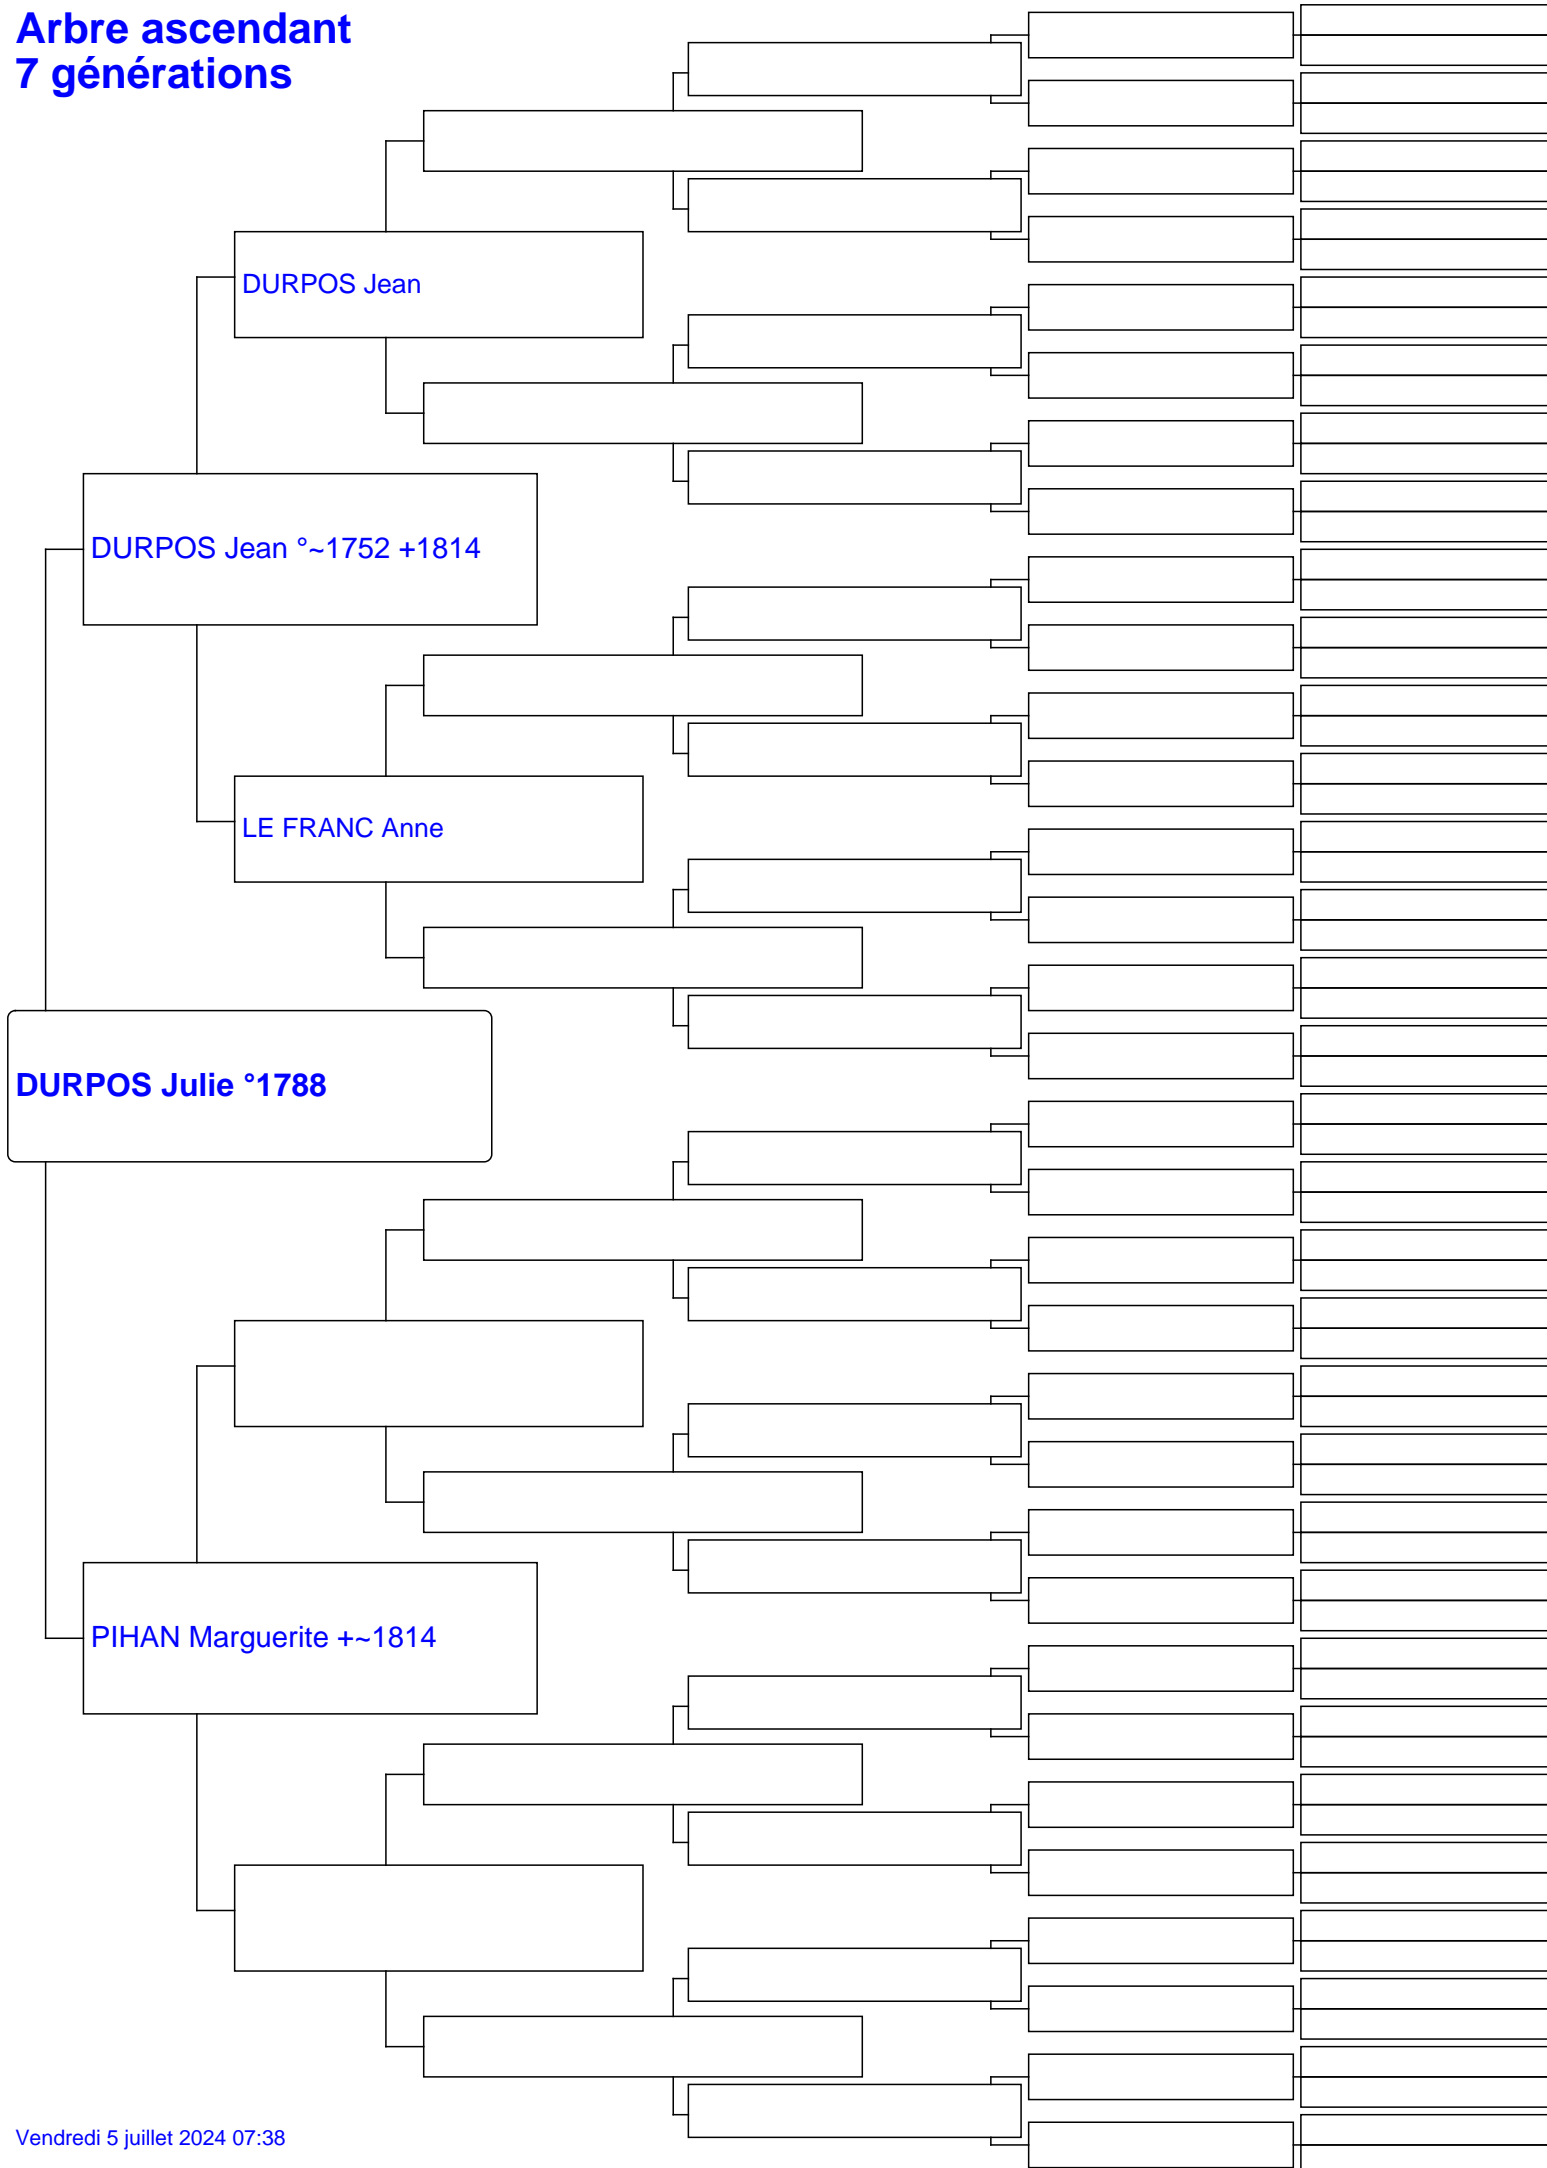 Arbre ascendant
7 générations
DURPOS Jean
DURPOS Jean °~1752 +1814
LE FRANC Anne
DURPOS Julie °1788
PIHAN Marguerite +~1814
Vendredi 5 juillet 2024 07:38